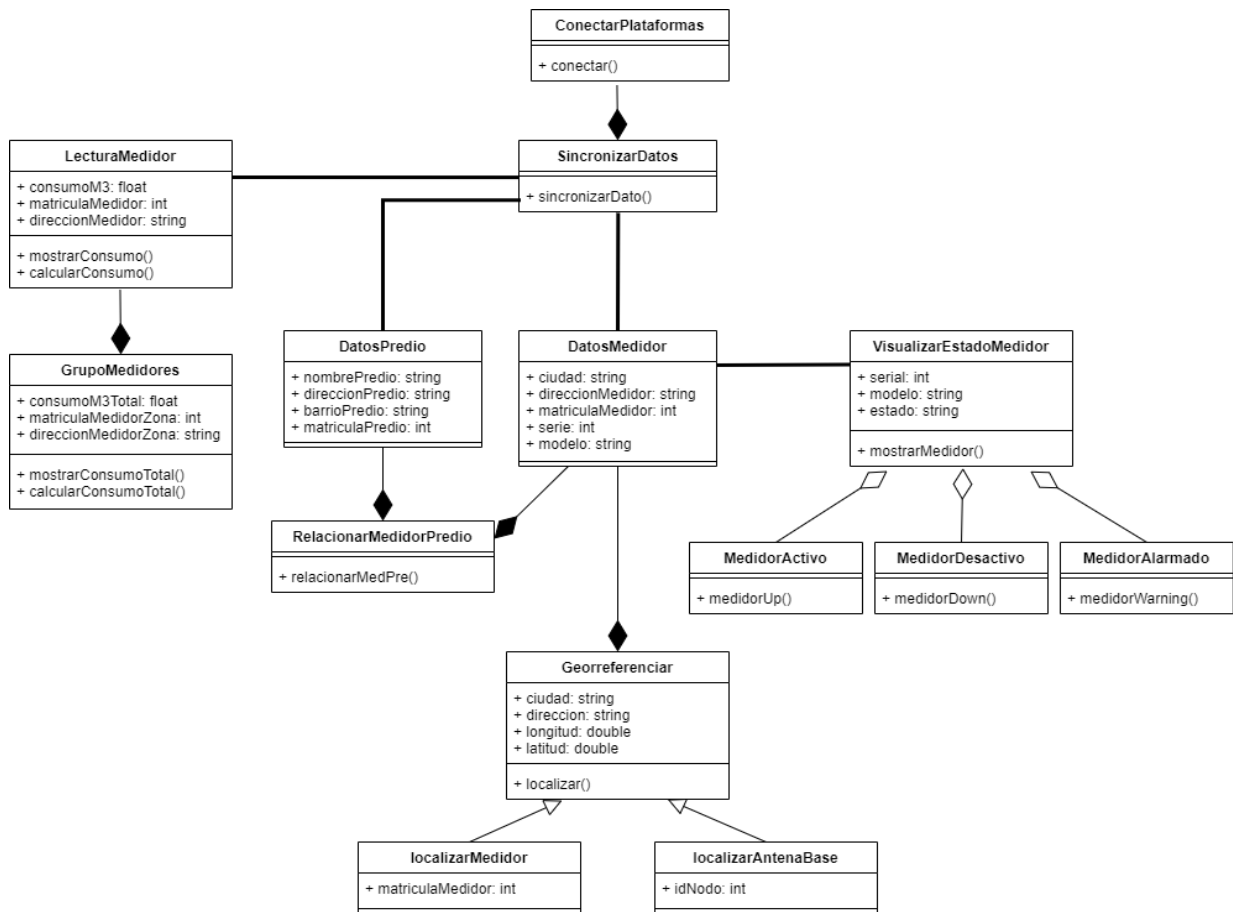 ConectarPlataformas
+ conectar()
LecturaMedidor
+ consumoM3: float
+ matriculaMedidor: int
+ direccionMedidor: string
+ mostrarConsumo()
+ calcularConsumo()
SincronizarDatos
+ sincronizarDato()
GrupoMedidores
+ consumoM3Total: float
+ matriculaMedidorZona: int
+ direccionMedidorZona: string
+ mostrarConsumoTotal()
+ calcularConsumoTotal()
DatosPredio
+ nombrePredio: string
+ direccionPredio: string
+ barrioPredio: string
+ matriculaPredio: int
DatosMedidor
+ ciudad: string
+ direccionMedidor: string
+ matriculaMedidor: int
+ serie: int
+ modelo: string
VisualizarEstadoMedidor
+ serial: int
+ modelo: string
+ estado: string
+ mostrarMedidor()
RelacionarMedidorPredio
+ relacionarMedPre()
MedidorActivo
+ medidorUp()
MedidorDesactivo
+ medidorDown()
MedidorAlarmado
+ medidorWarning()
Georreferenciar
+ ciudad: string
+ direccion: string
+ longitud: double
+ latitud: double
+ localizar()
localizarMedidor
+ matriculaMedidor: int
localizarAntenaBase
+ idNodo: int